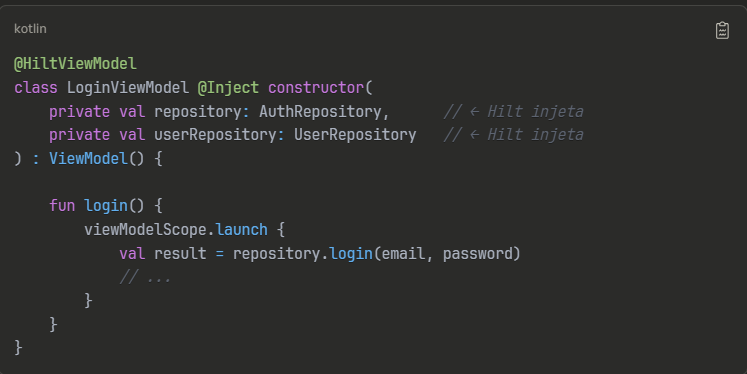 kotlin
@HiltViewModel
class LoginViewModel @Inject constructor(
    private val repository: AuthRepository,      // ← Hilt injeta
    private val userRepository: UserRepository   // ← Hilt injeta
) : ViewModel() {
    fun login() {
        viewModelScope.launch {
            val result = repository.login(email, password)
            // ...
        }
    }
}